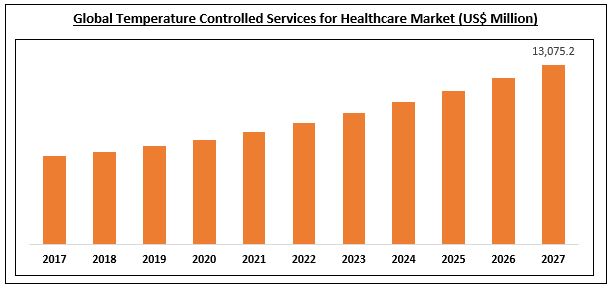 Global Temperature Controlled Services for Healthcare Market (US$ Million)
13,075.2
2017 2018 2019 2020 2021 2022 2023 2024 2025 2026 2027